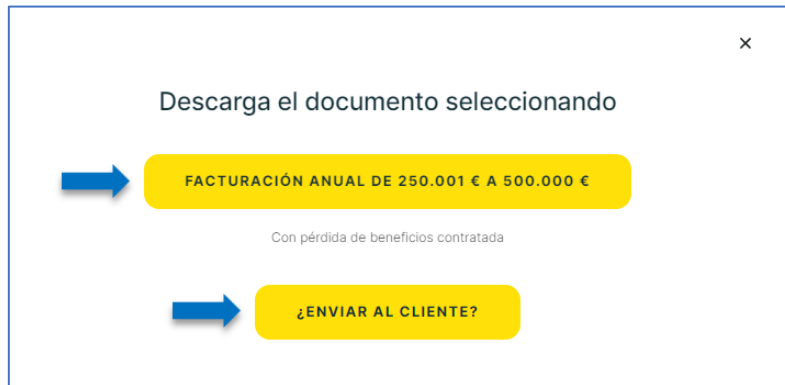 ×
Descarga el documento seleccionando
FACTURACIÓN ANUAL DE 250.001 € A 500.000 €
Con pérdida de beneficios contratada
¿ENVIAR AL CLIENTE?